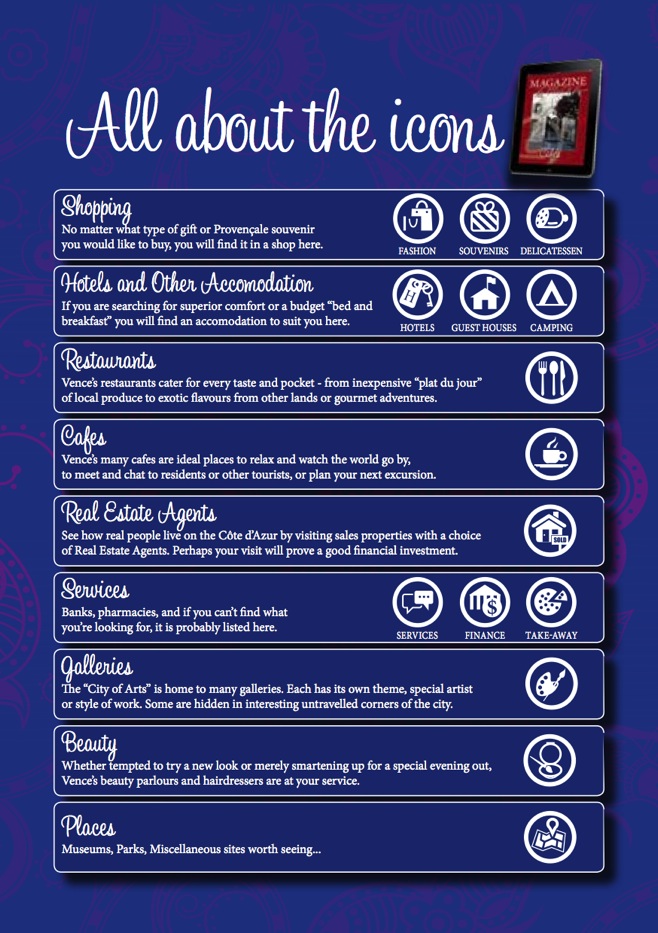 All about the icons
MAGAZINE
Shopping
No matter what type of gift or Provençale souvenir
you would like to buy, you will find it in a shop here.
FASHION SOUVENIRS DELICATESSEN
Hotels and Other Accomodation
If you are searching for superior comfort or a budget “bed and
breakfast” you will find an accomodation to suit you here.
H
HOTELS GUEST HOUSES CAMPING
Restaurants
Vence’s restaurants cater for every taste and pocket - from inexpensive “plat du jour”
of local produce to exotic flavours from other lands or gourmet adventures.
Cafes
Vence’s many cafes are ideal places to relax and watch the world go by,
to meet and chat to residents or other tourists, or plan your next excursion.
Real Estate Agents
See how real people live on the Côte d’Azur by visiting sales properties with a choice
of Real Estate Agents. Perhaps your visit will prove a good financial investment.
SOLD
Services
Banks, pharmacies, and if you can’t find what
you’re looking for, it is probably listed here.
$
SERVICES FINANCE TAKE-AWAY
Galleries
The “City of Arts” is home to many galleries. Each has its own theme, special artist
or style of work. Some are hidden in interesting untravelled corners of the city.
Beauty
Whether tempted to try a new look or merely smartening up for a special evening out,
Vence’s beauty parlours and hairdressers are at your service.
Places
Museums, Parks, Miscellaneous sites worth seeing...